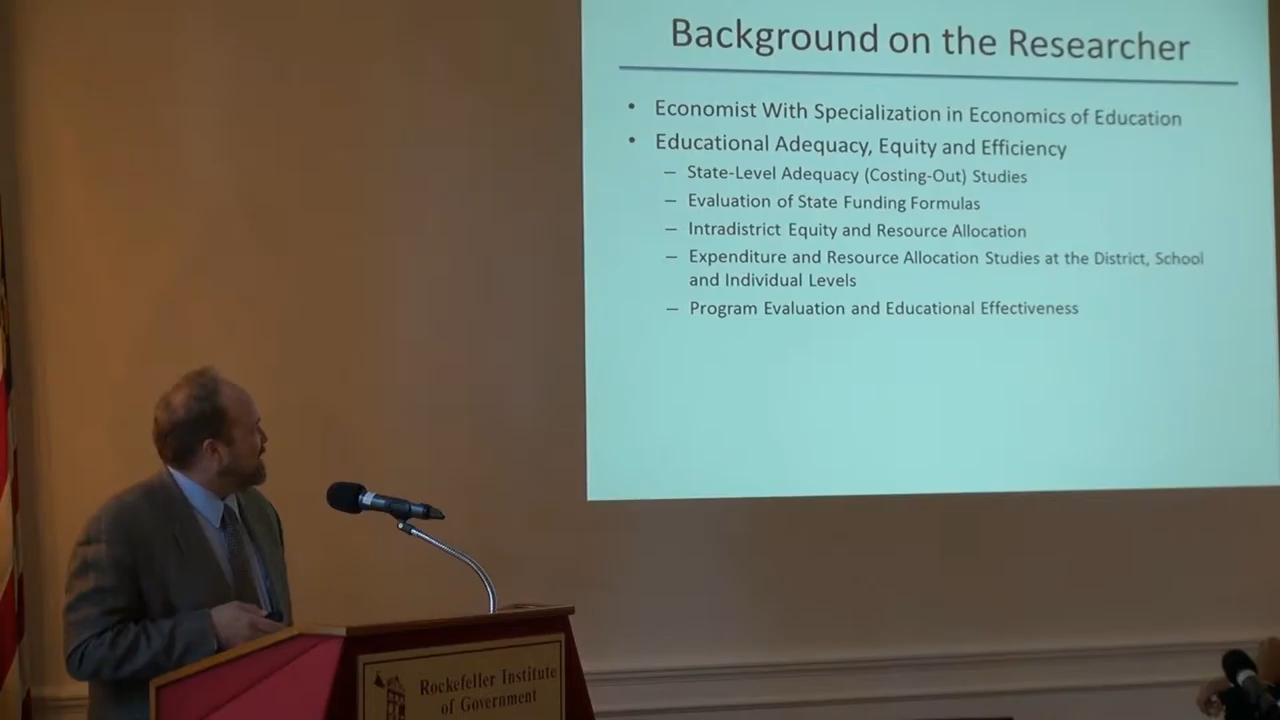 Background on the Researcher
• Economist With Specialization in Economics of Education
• Educational Adequacy, Equity and Efficiency
– State-Level Adequacy (Costing-Out) Studies
– Evaluation of State Funding Formulas
– Intradistrict Equity and Resource Allocation
– Expenditure and Resource Allocation Studies at the District, School
and Individual Levels
– Program Evaluation and Educational Effectiveness
Rockefeller Institute
of Government